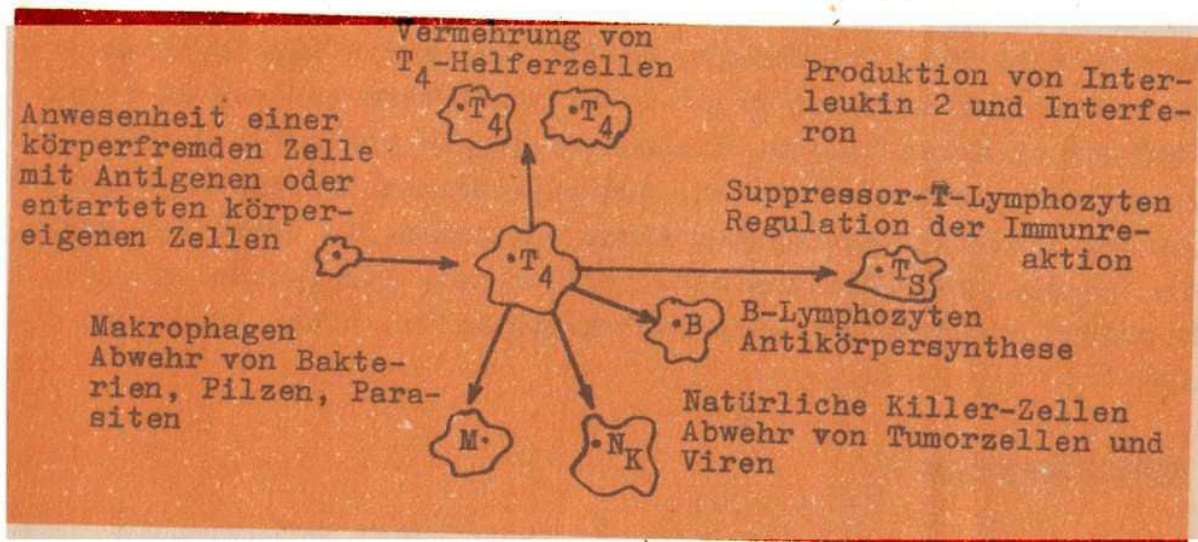 Vermehrung von
T₄-Helferzellen
T₄
T₄
Produktion von Inter-
leukin 2 und Interfe-
ron
Anwesenheit einer
körperfremden Zelle
mit Antigenen oder
entarteten körper-
eigenen Zellen
T₄
Suppressor-T-Lymphozyten
Regulation der Immunre-
aktion
T_S
B
B-Lymphozyten
Antikörpersynthese
Makrophagen
Abwehr von Bakte-
rien, Pilzen, Para-
siten
M
N_K
Natürliche Killer-Zellen
Abwehr von Tumorzellen und
Viren